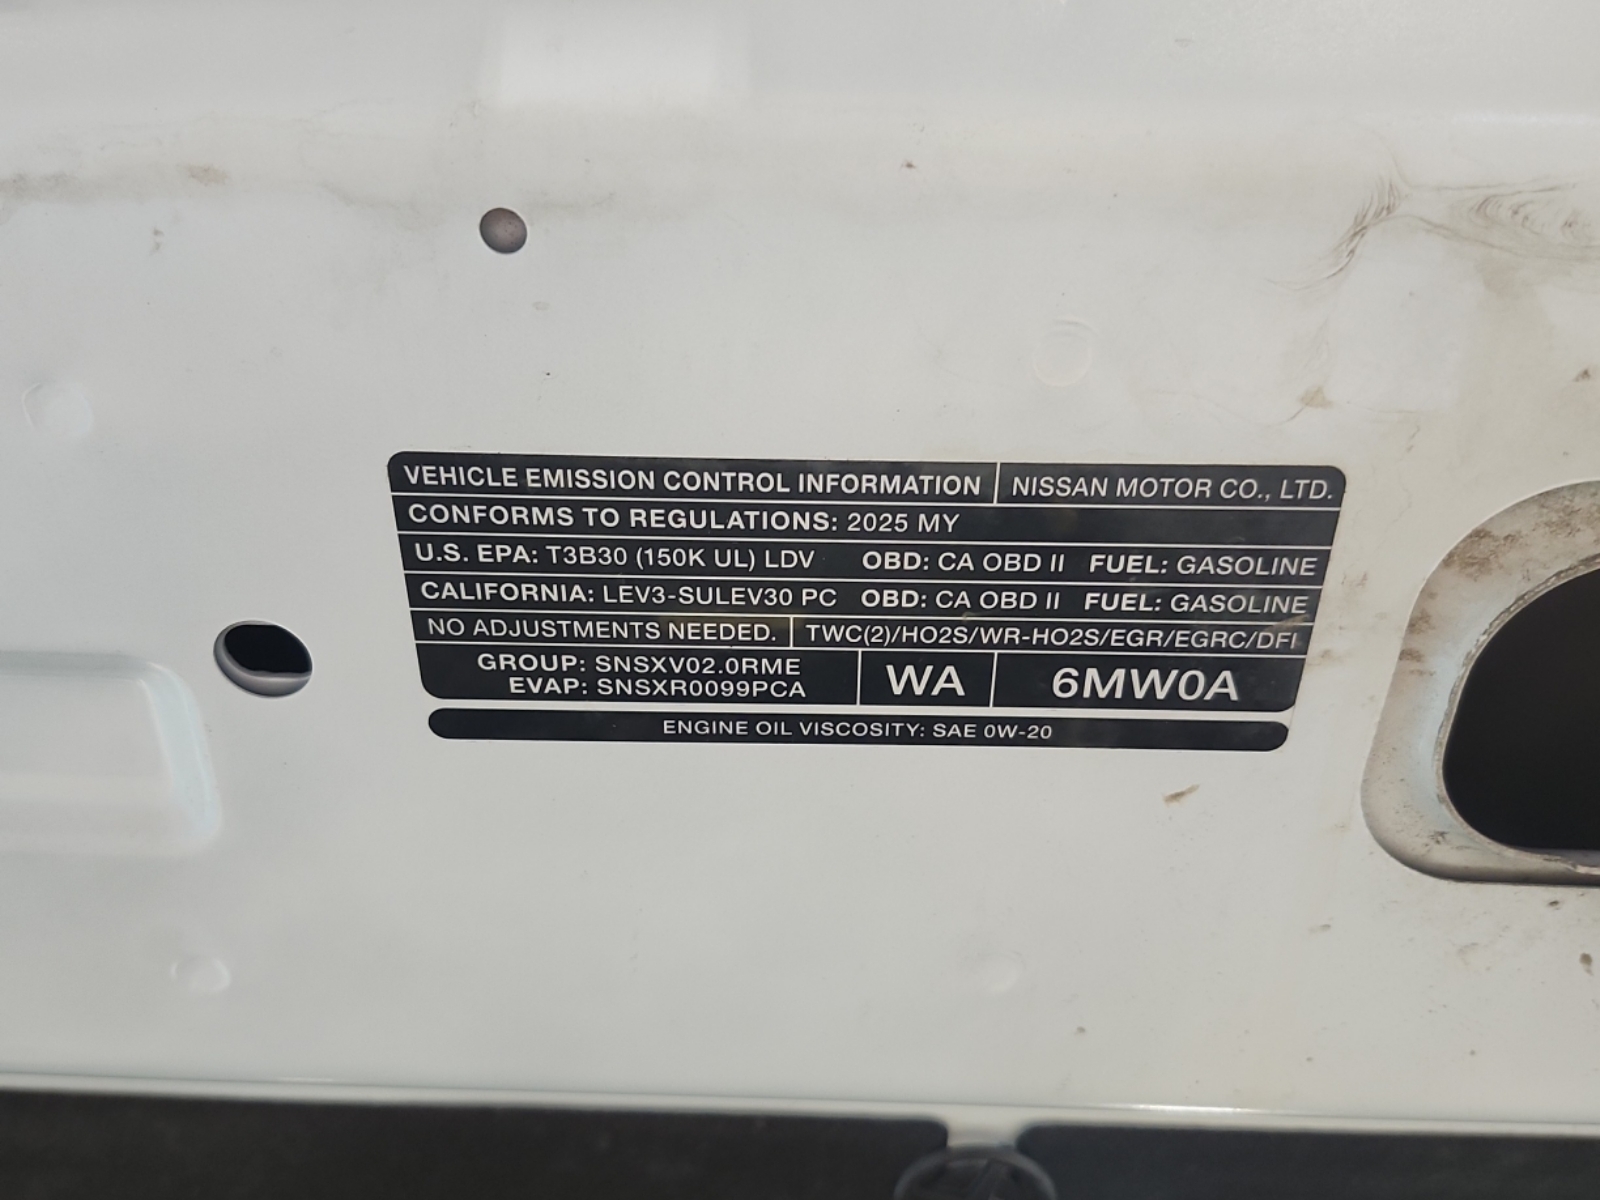 VEHICLE EMISSION CONTROL INFORMATION NISSAN MOTOR CO., LTD.
CONFORMS TO REGULATIONS: 2025 MY
U.S. EPA: T3B30 (150K UL) LDV OBD: CA OBD II FUEL: GASOLINE
CALIFORNIA: LEV3-SULEV30 PC OBD: CA OBD II FUEL: GASOLINE
NO ADJUSTMENTS NEEDED. TWC(2)/HO2S/WR-HO2S/EGR/EGRC/DFI
GROUP: SNSXV02.0RME
EVAP: SNSXR0099PCA
WA 6MW0A
ENGINE OIL VISCOSITY: SAE 0W-20